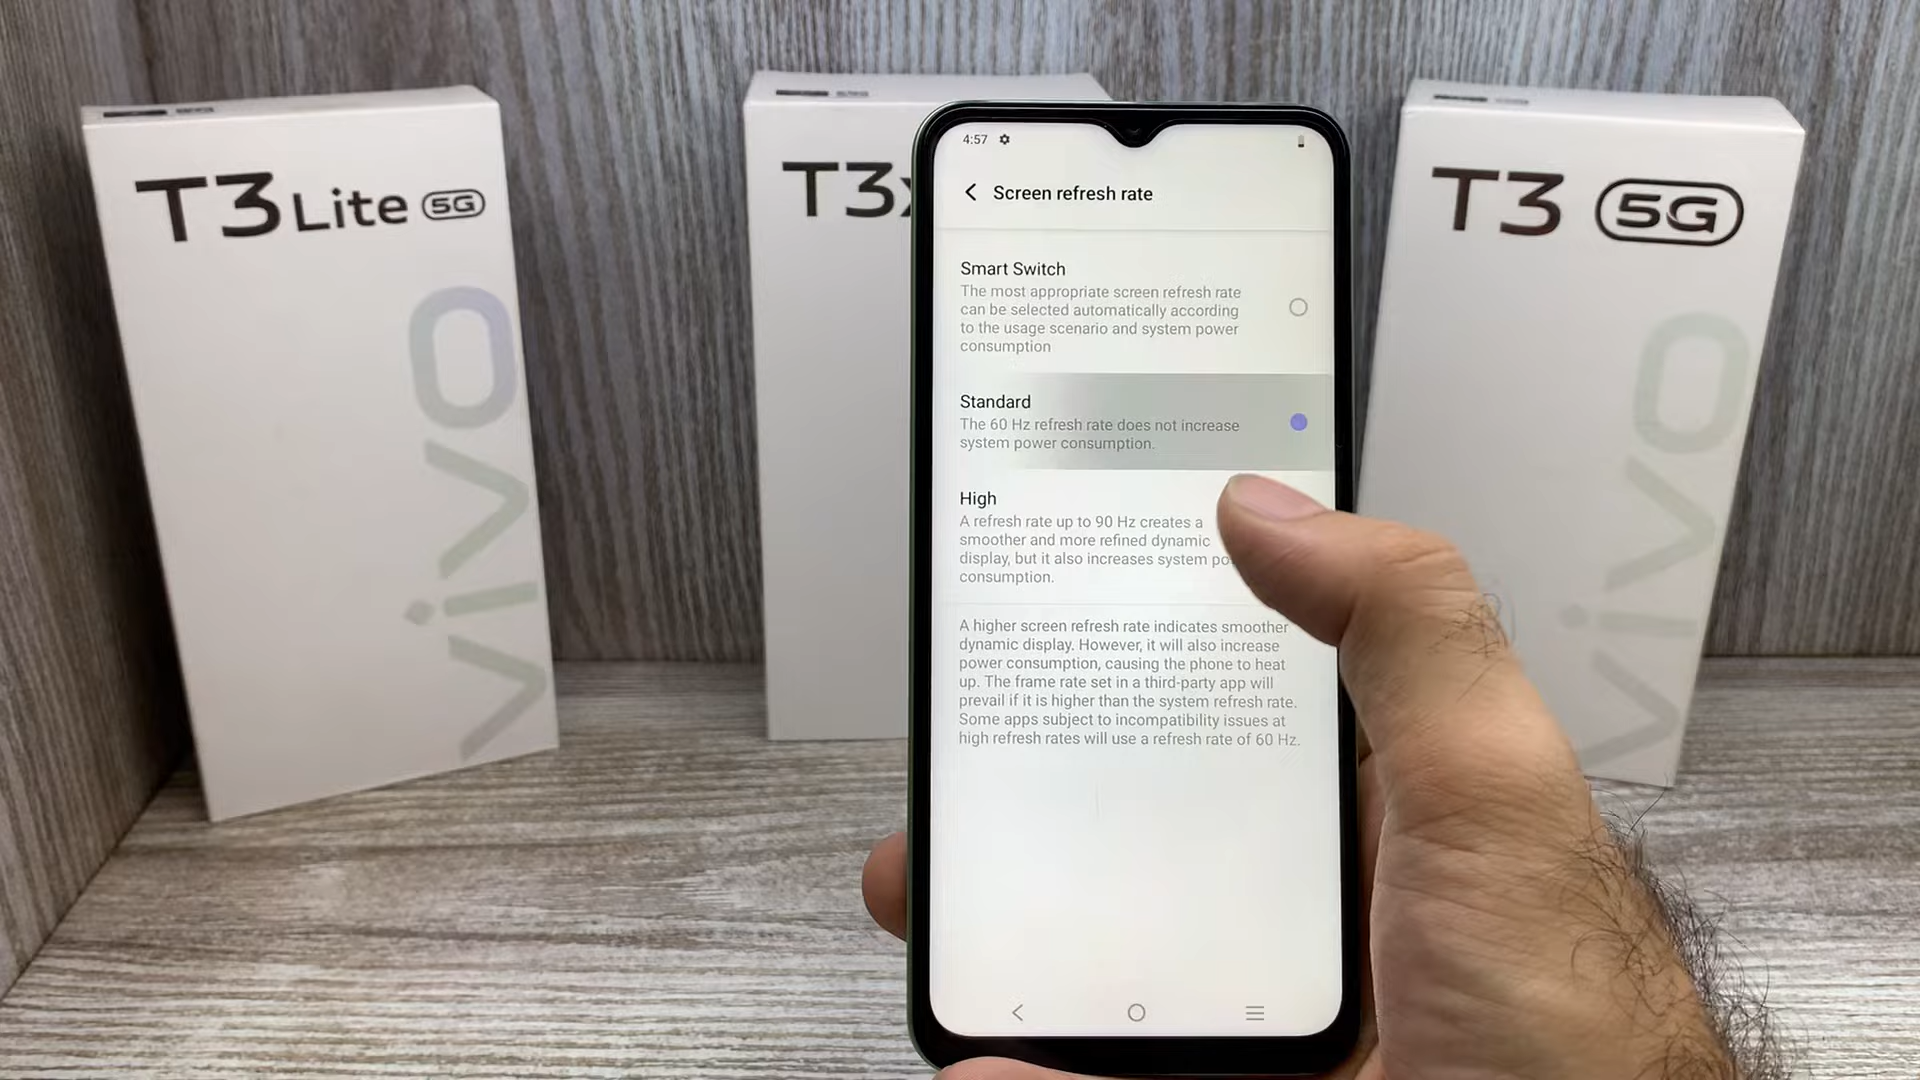 T3 Lite 5G
vivo
T3x
T3 5G
vivo
4:57
Screen refresh rate
Smart Switch
The most appropriate screen refresh rate
can be selected automatically according
to the usage scenario and system power
consumption
Standard
The 60 Hz refresh rate does not increase
system power consumption.
High
A refresh rate up to 90 Hz creates a
smoother and more refined dynamic
display, but it also increases system
consumption.
A higher screen refresh rate indicates smoother
dynamic display. However, it will also increase
power consumption, causing the phone to heat
up. The frame rate set in a third-party app will
prevail if it is higher than the system refresh rate.
Some apps subject to incompatibility issues at
high refresh rates will use a refresh rate of 60 Hz.